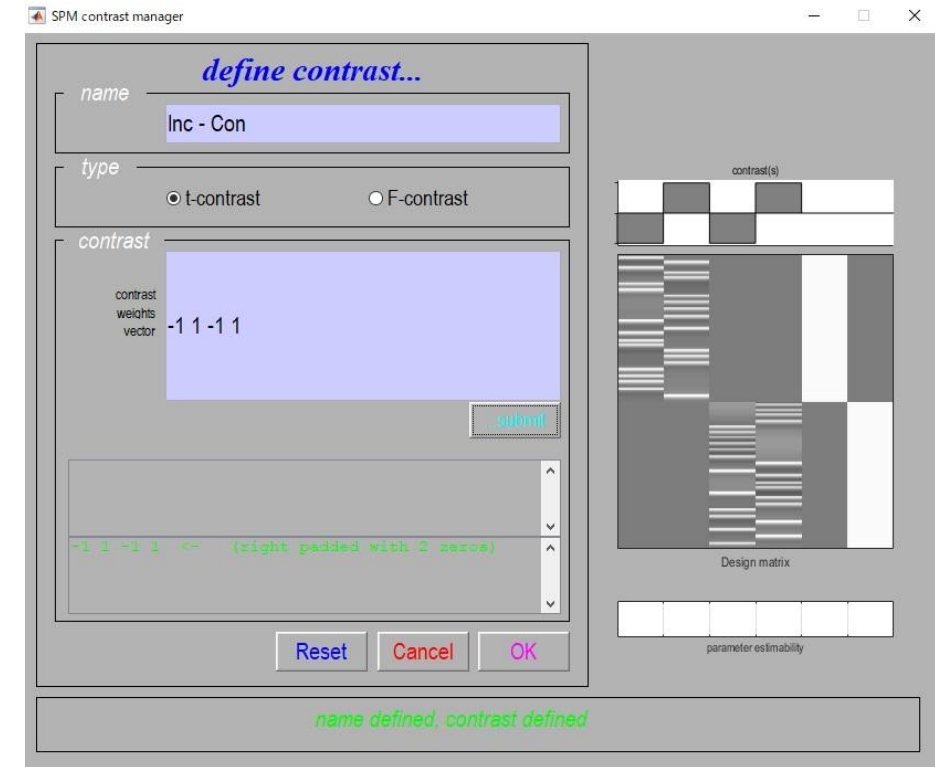 SPM contrast manager
define contrast...
name
Inc - Con
type
t-contrast
F-contrast
contrast
contrast
weights
vector
-1 1 -1 1
...submit
-1 1 -1 1 <- (right padded with 2 zeros)
Reset
Cancel
OK
name defined, contrast defined
contrast(s)
Design matrix
parameter estimability